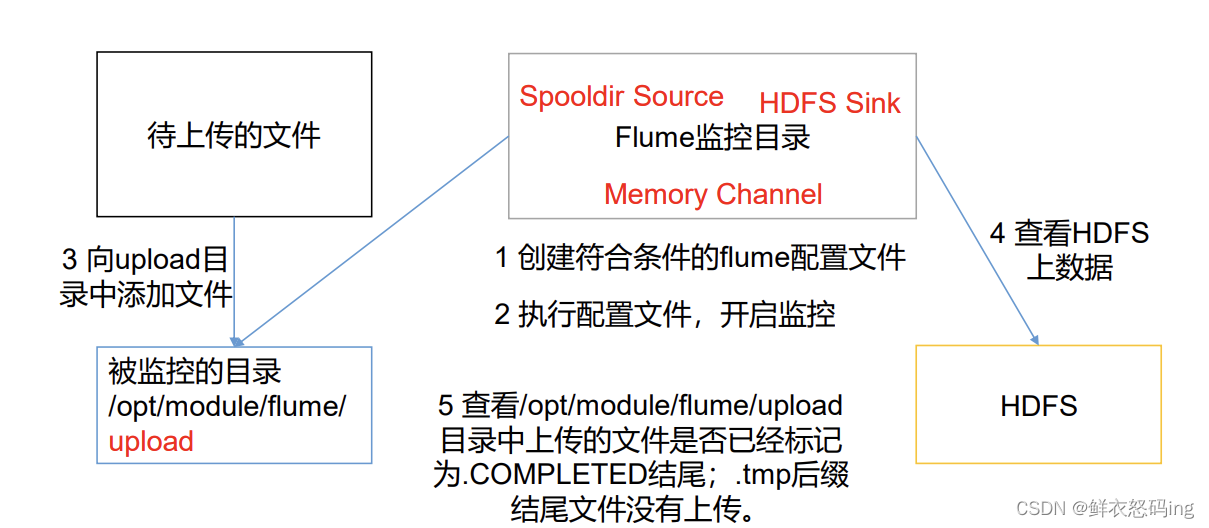 待上传的文件
Spooldir Source
HDFS Sink
Flume监控目录
Memory Channel
3 向upload目
录中添加文件
1 创建符合条件的flume配置文件
2 执行配置文件，开启监控
4 查看HDFS
上数据
被监控的目录
/opt/module/flume/
upload
5 查看/opt/module/flume/upload
目录中上传的文件是否已经标记
为.COMPLETED结尾；.tmp后缀
结尾文件没有上传。
HDFS
CSDN @鲜衣怒码ing